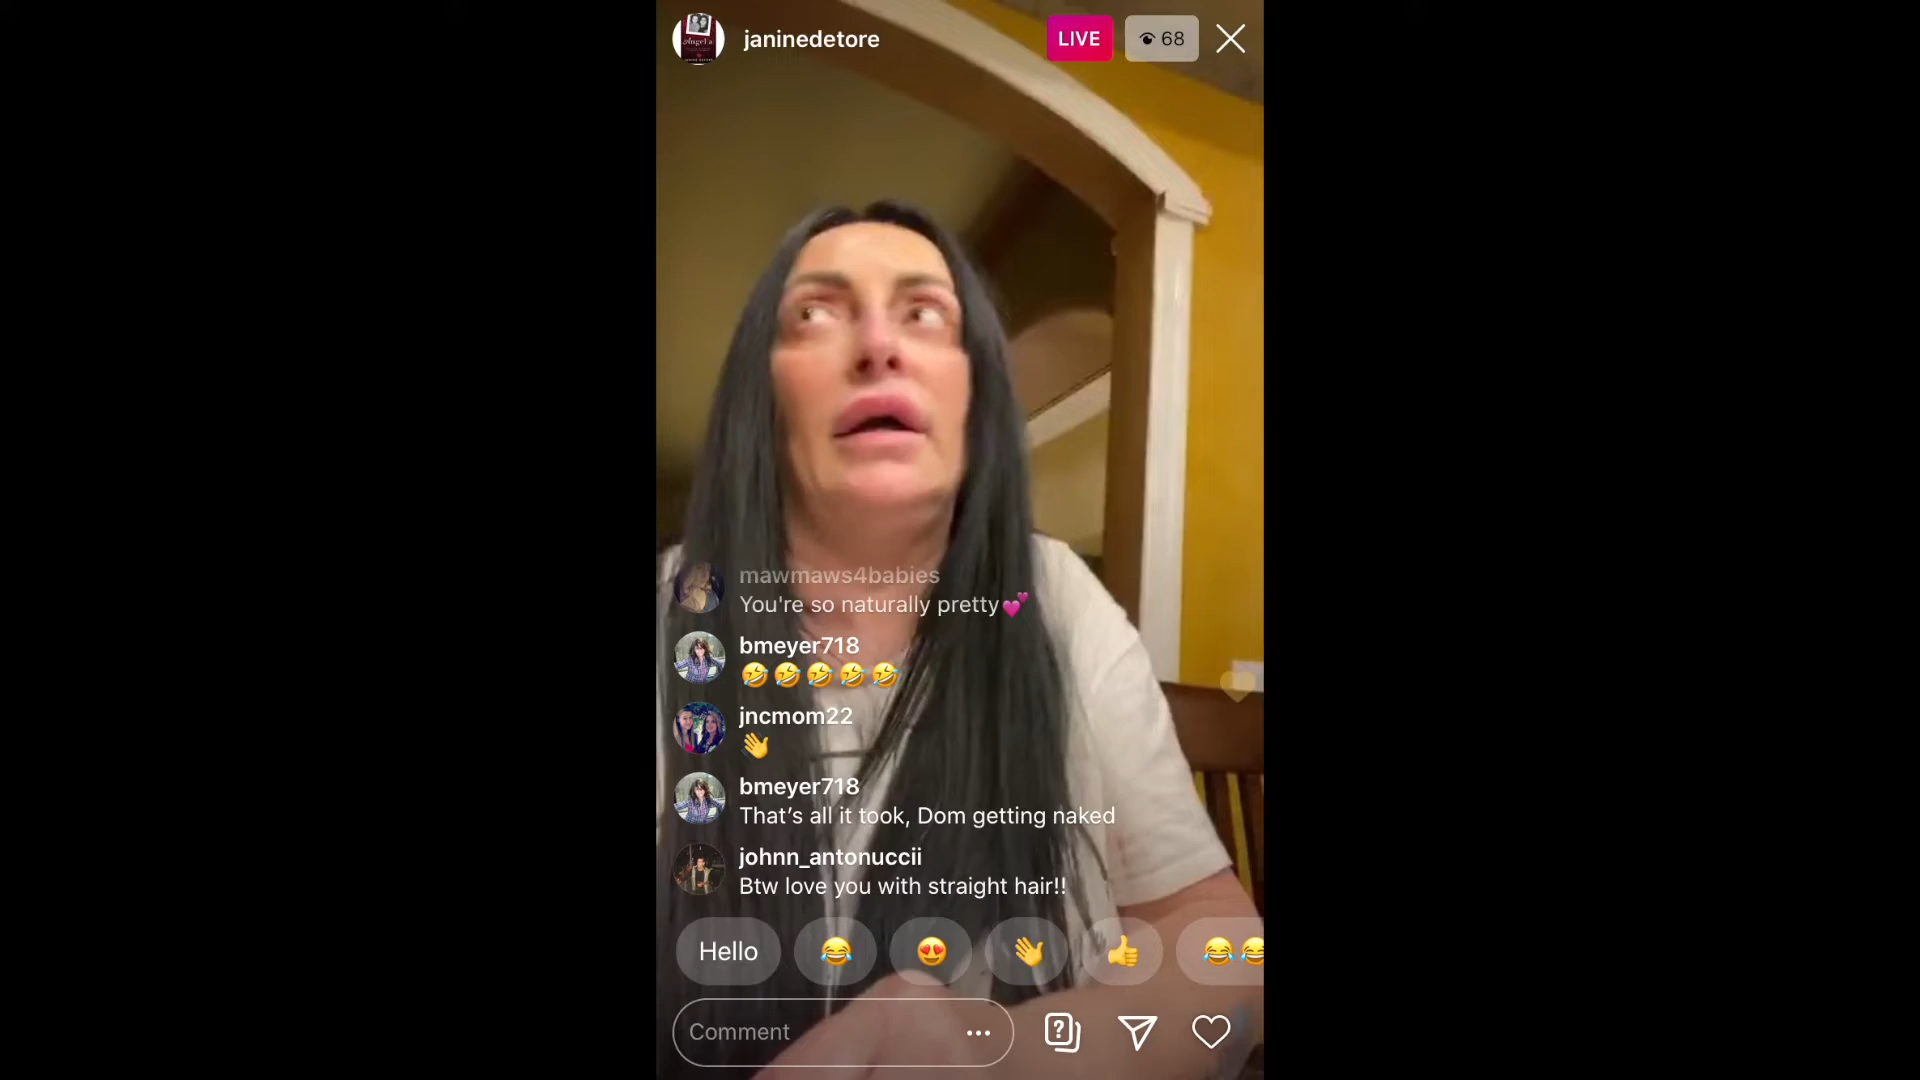 janinedetore
LIVE
68
Angela
mawmaws4babies
You're so naturally pretty💕
bmeyer718
🤣🤣🤣🤣🤣
jncmom22
👋
bmeyer718
That’s all it took, Dom getting naked
johnn_antonuccii
Btw love you with straight hair!!
Hello 😂 😍 👋 👍 😂😂
Comment ...